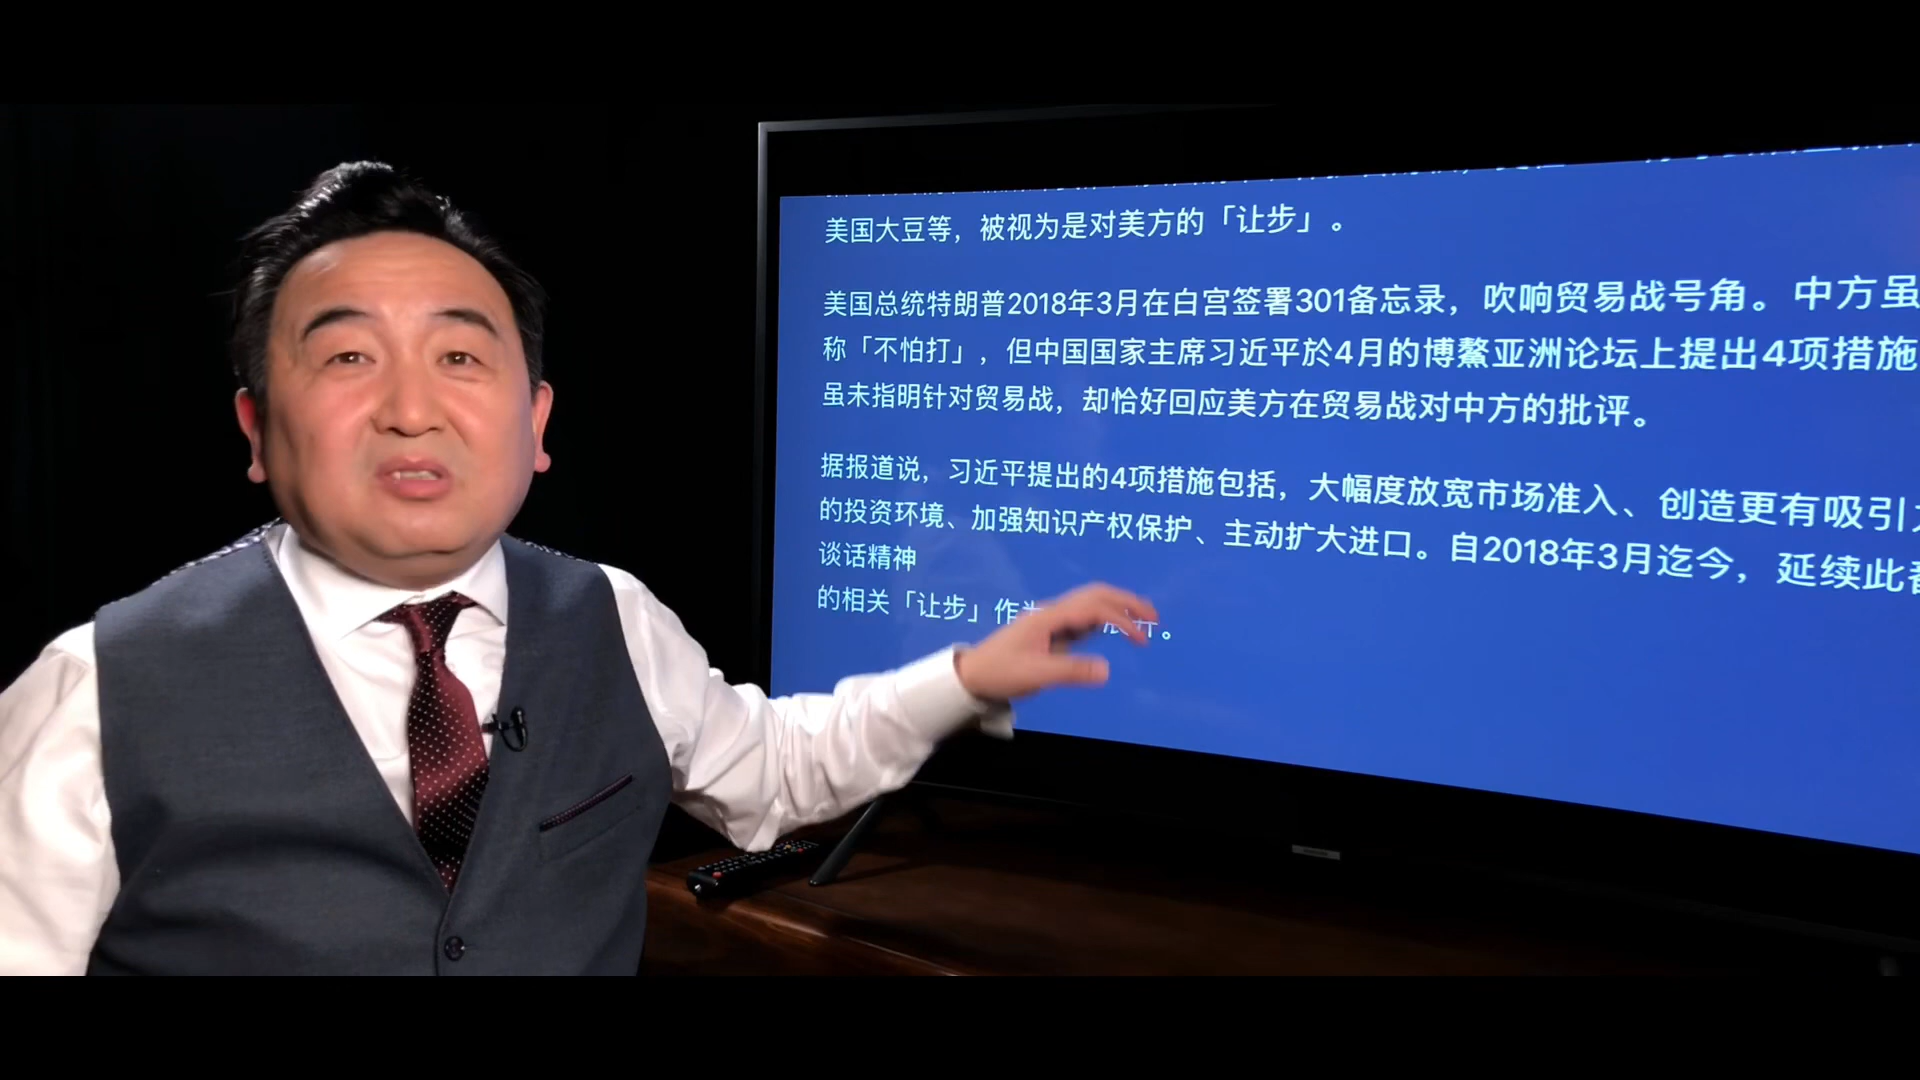 美国大豆等，被视为是对美方的「让步」。
美国总统特朗普2018年3月在白宫签署301备忘录，吹响贸易战号角。中方虽
称「不怕打」，但中国国家主席习近平於4月的博鳌亚洲论坛上提出4项措施
虽未指明针对贸易战，却恰好回应美方在贸易战对中方的批评。
据报道说，习近平提出的4项措施包括，大幅度放宽市场准入、创造更有吸引
的投资环境、加强知识产权保护、主动扩大进口。自2018年3月迄今，延续此
谈话精神
的相关「让步」作 展开。